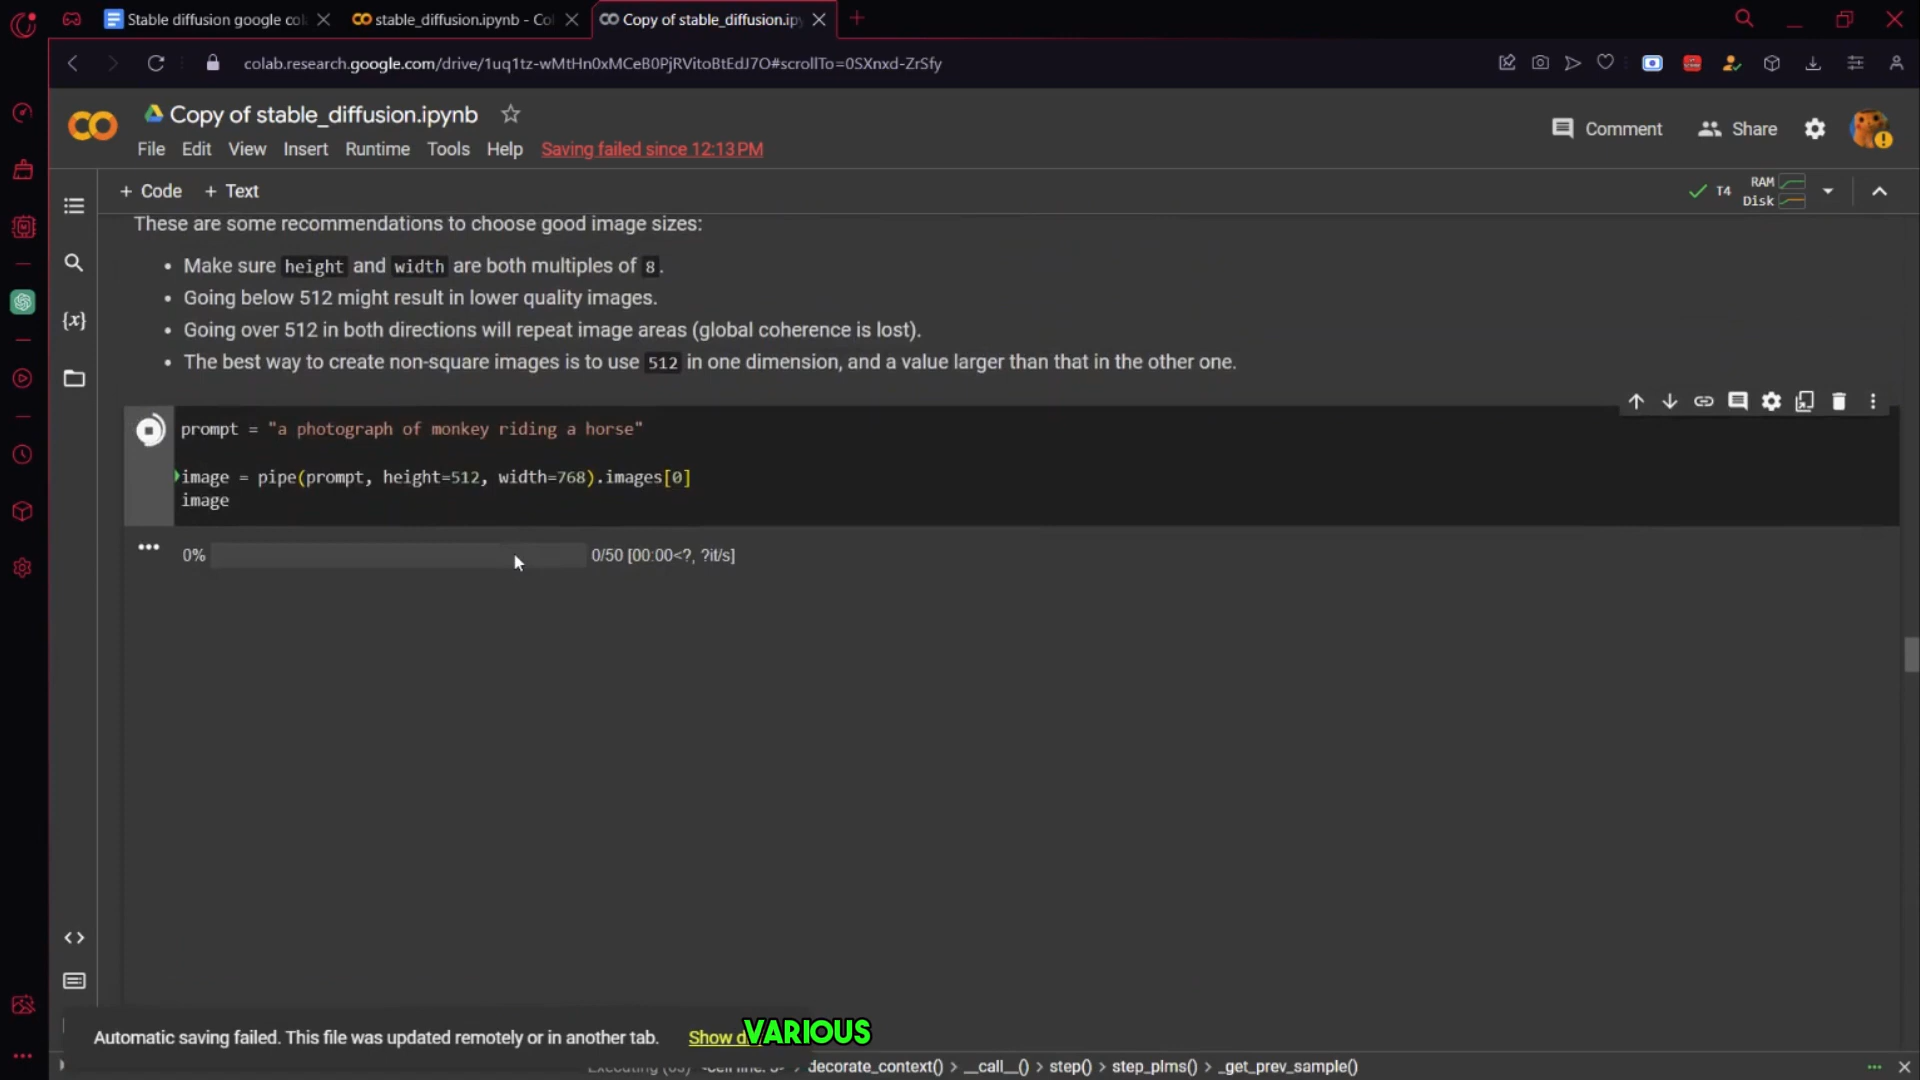 Stable diffusion google col
stable_diffusion.ipynb - Co
Copy of stable_diffusion.ip
colab.research.google.com/drive/1uq1tz-wMtHn0xMCeB0PjRVitoBtEdJ7O#scrollTo=0SXnxd-ZrSfy
Copy of stable_diffusion.ipynb
Comment
Share
File Edit View Insert Runtime Tools Help Saving failed since 12:13 PM
+ Code + Text
T4 RAM
Disk
These are some recommendations to choose good image sizes:
• Make sure height and width are both multiples of 8.
• Going below 512 might result in lower quality images.
• Going over 512 in both directions will repeat image areas (global coherence is lost).
• The best way to create non-square images is to use 512 in one dimension, and a value larger than that in the other one.
prompt = "a photograph of monkey riding a horse"
image = pipe(prompt, height=512, width=768).images[0]
image
0% 0/50 [00:00<?, ?it/s]
Automatic saving failed. This file was updated remotely or in another tab. Show
VARIOUS
decorate_context() > __call__() > step() > step_plms() > _get_prev_sample()